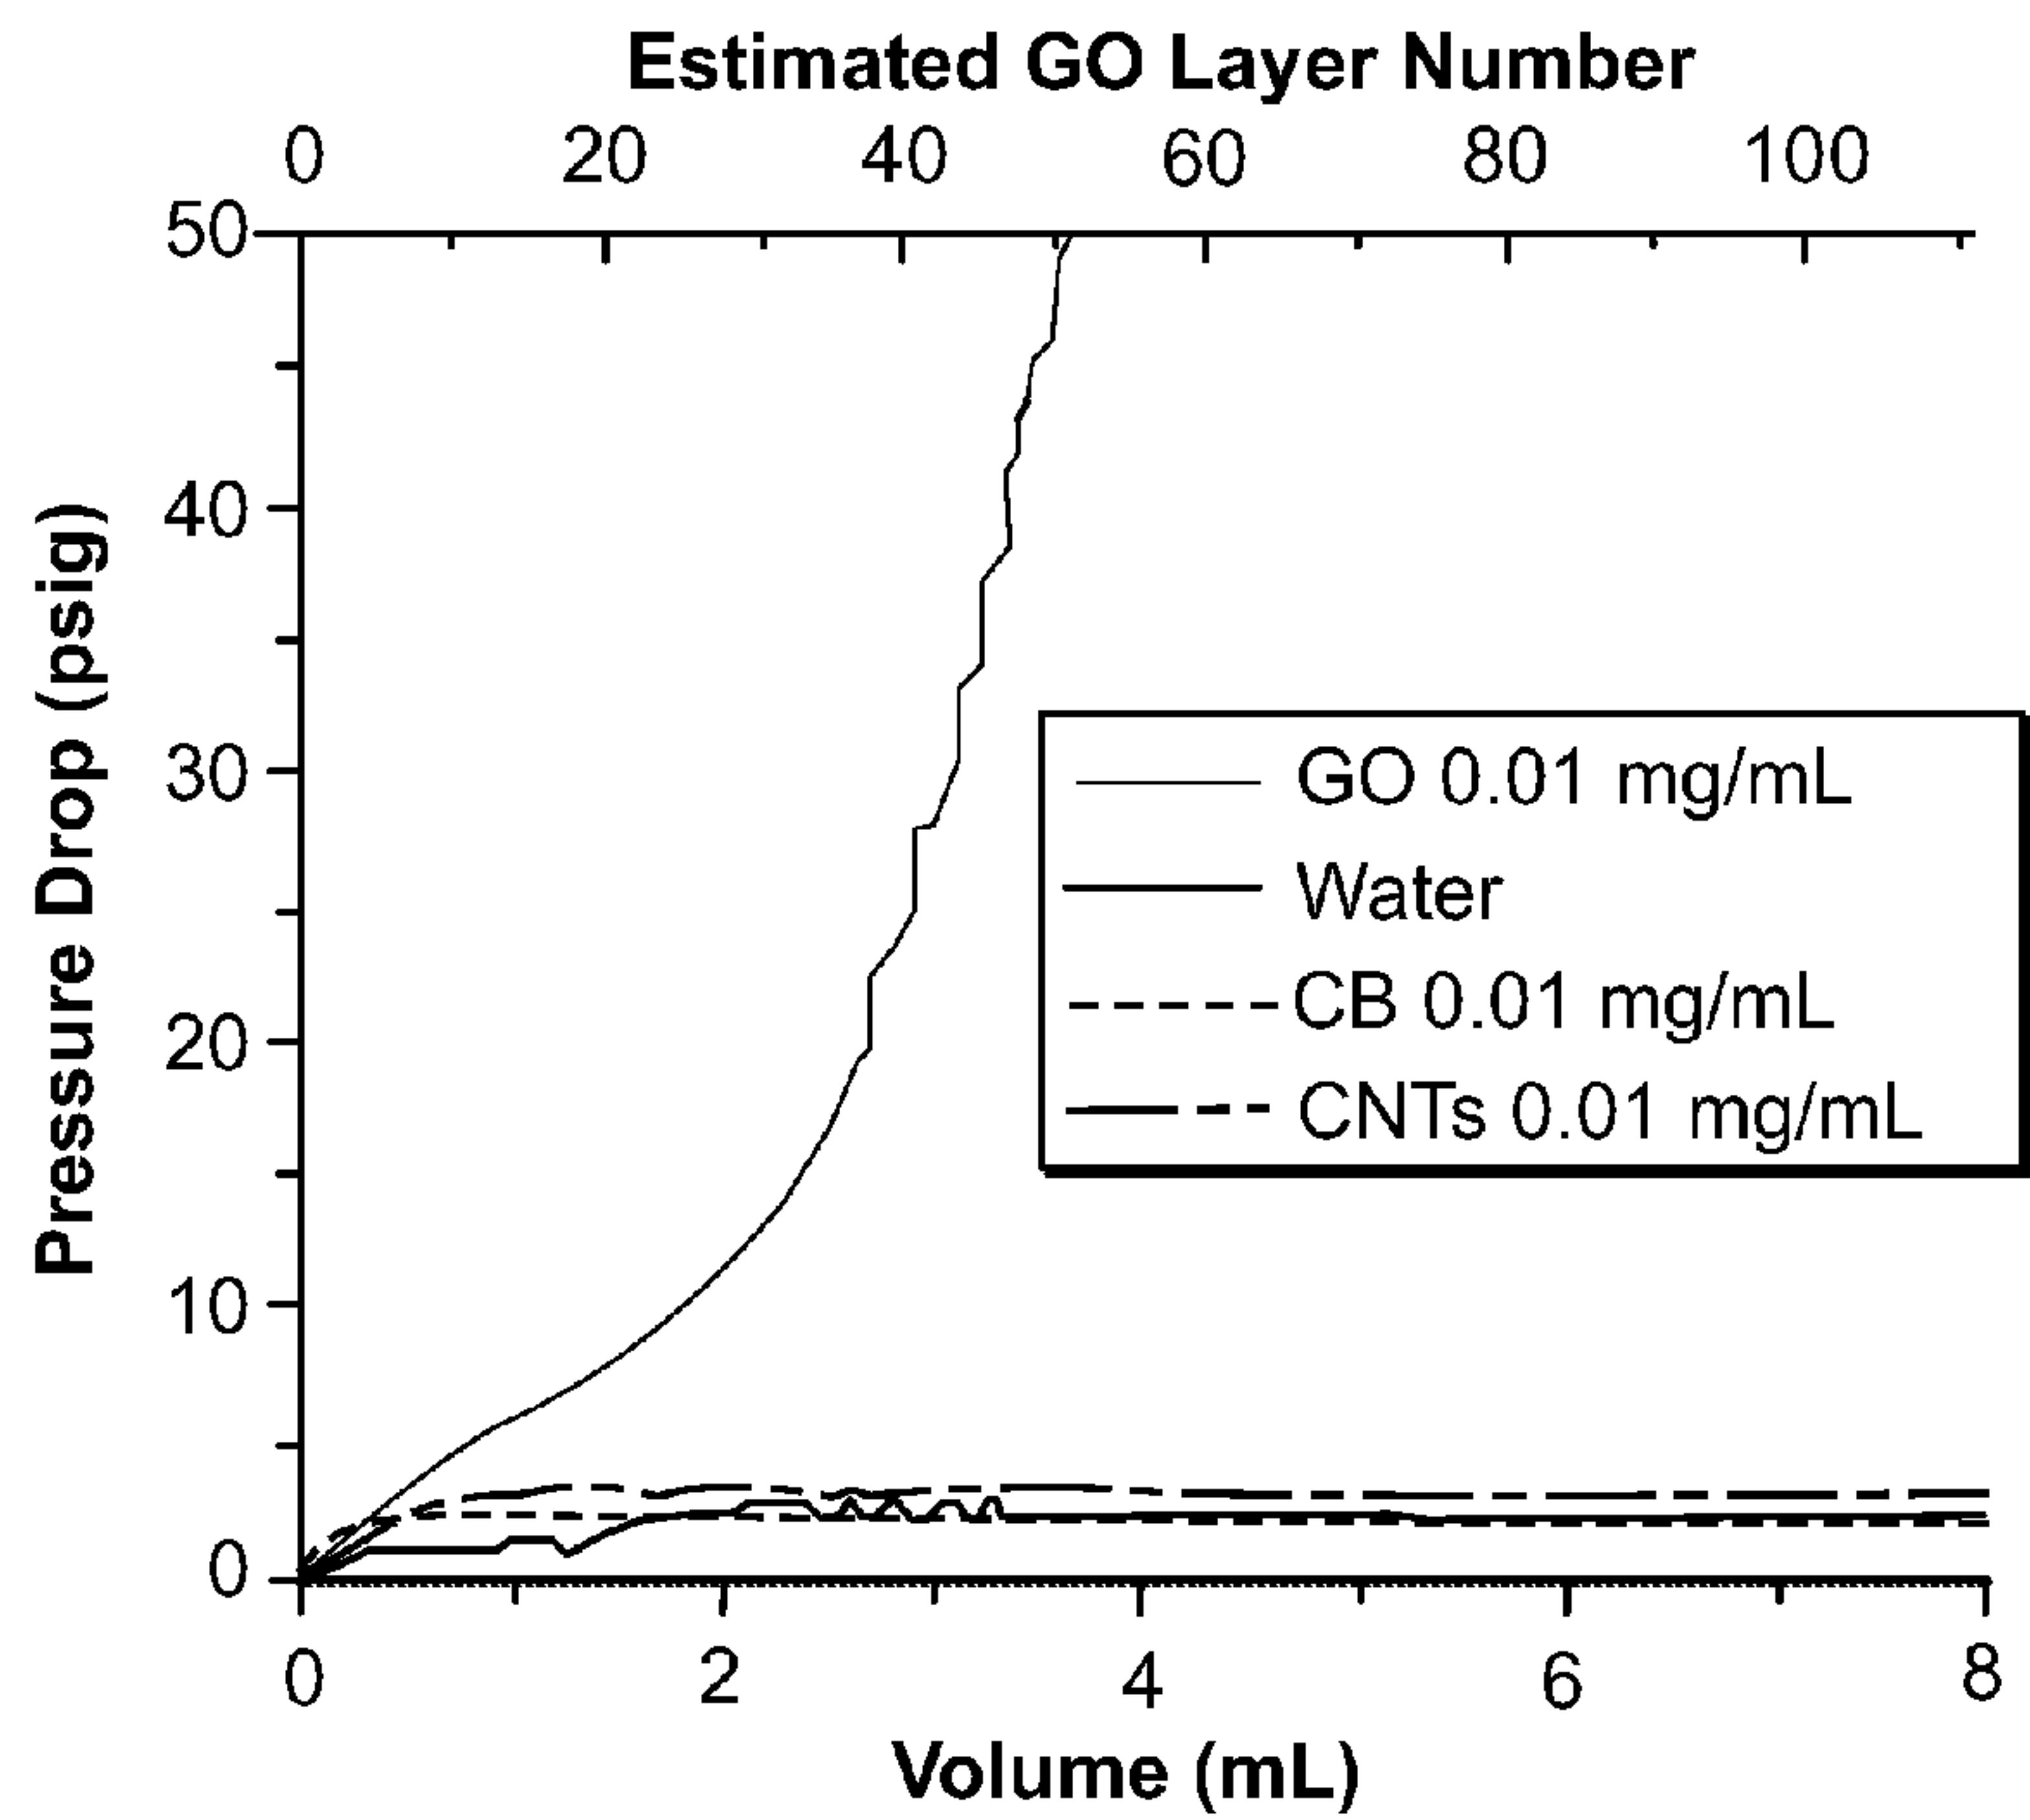 Estimated GO Layer Number
0 20 40 60 80 100
50
40
30
20
10
0
Pressure Drop (psig)
GO 0.01 mg/mL
Water
CB 0.01 mg/mL
CNTs 0.01 mg/mL
0 2 4 6 8
Volume (mL)